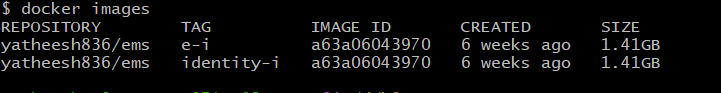 $ docker images
REPOSITORY TAG IMAGE ID CREATED SIZE
yatheesh836/ems e-i a63a06043970 6 weeks ago 1.41GB
yatheesh836/ems identity-i a63a06043970 6 weeks ago 1.41GB